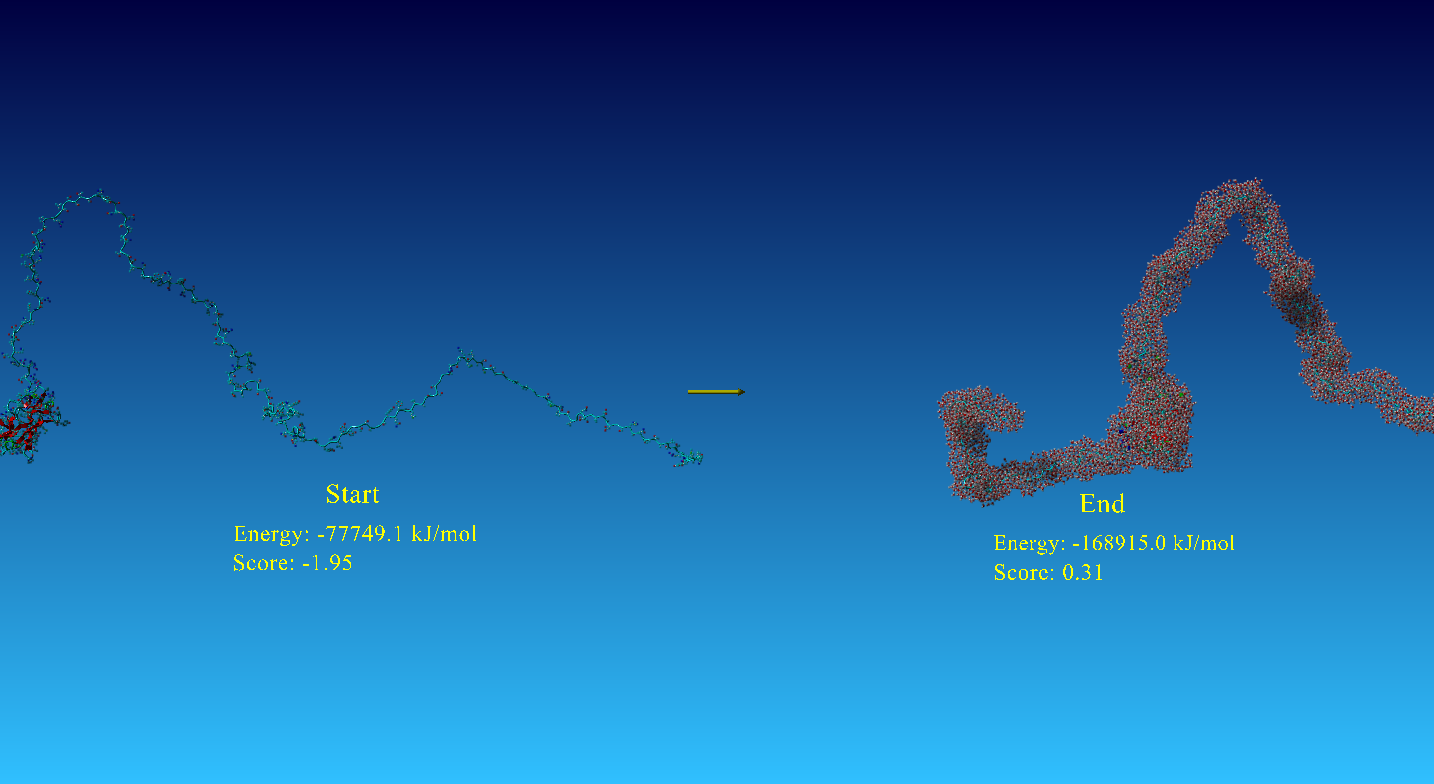 Start
Energy: -77749.1 kJ/mol
Score: -1.95
End
Energy: -168915.0 kJ/mol
Score: 0.31